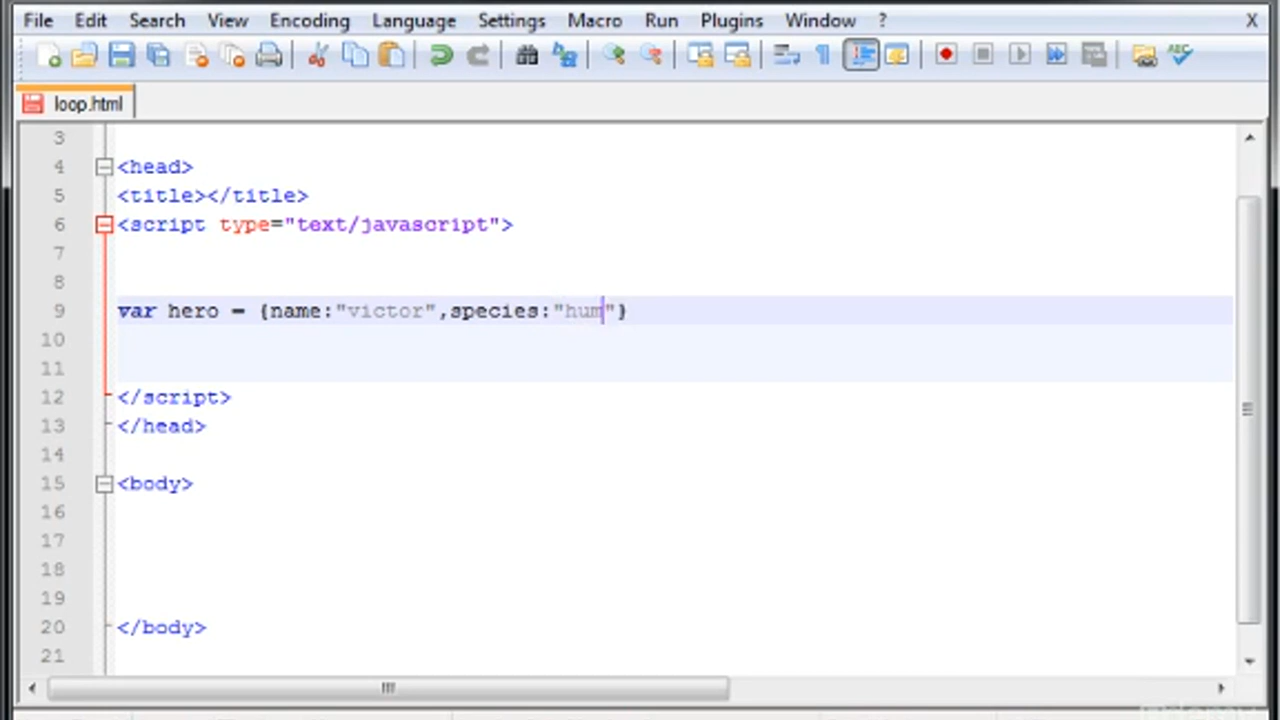 File Edit Search View Encoding Language Settings Macro Run Plugins Window ? X
loop.html
3
4 <head>
5 <title></title>
6 <script type="text/javascript">
7
8
9 var hero = {name:"victor",species:"hum"}
10
11
12 </script>
13 </head>
14
15 <body>
16
17
18
19
20 </body>
21